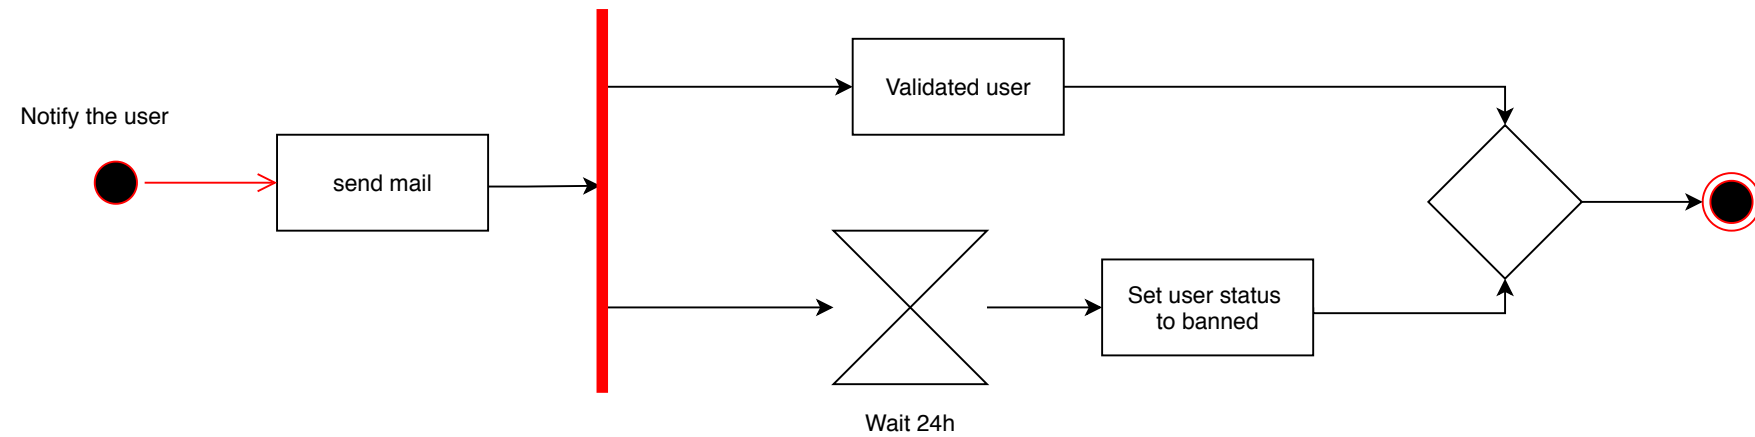 Notify the user
send mail
Validated user
Set user status
to banned
Wait 24h